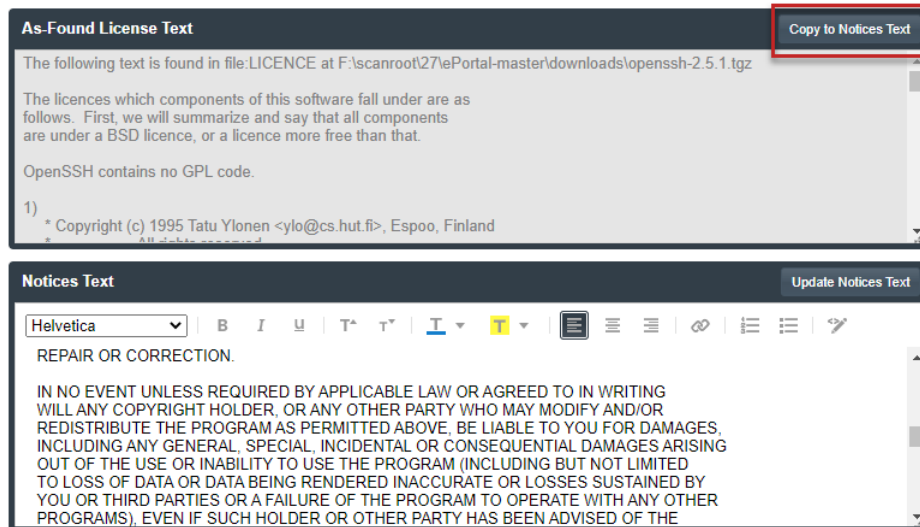 As-Found License Text
Copy to Notices Text
The following text is found in file:LICENCE at F:\scanroot\27\ePortal-master\downloads\openssh-2.5.1.tgz
The licences which components of this software fall under are as
follows. First, we will summarize and say that all components
are under a BSD licence, or a licence more free than that.
OpenSSH contains no GPL code.
1)
* Copyright (c) 1995 Tatu Ylonen <ylo@cs.hut.fi>, Espoo, Finland
* All rights reserved
Notices Text
Update Notices Text
Helvetica
B I u T T T T
REPAIR OR CORRECTION.
IN NO EVENT UNLESS REQUIRED BY APPLICABLE LAW OR AGREED TO IN WRITING
WILL ANY COPYRIGHT HOLDER, OR ANY OTHER PARTY WHO MAY MODIFY AND/OR
REDISTRIBUTE THE PROGRAM AS PERMITTED ABOVE, BE LIABLE TO YOU FOR DAMAGES,
INCLUDING ANY GENERAL, SPECIAL, INCIDENTAL OR CONSEQUENTIAL DAMAGES ARISING
OUT OF THE USE OR INABILITY TO USE THE PROGRAM (INCLUDING BUT NOT LIMITED
TO LOSS OF DATA OR DATA BEING RENDERED INACCURATE OR LOSSES SUSTAINED BY
YOU OR THIRD PARTIES OR A FAILURE OF THE PROGRAM TO OPERATE WITH ANY OTHER
PROGRAMS), EVEN IF SUCH HOLDER OR OTHER PARTY HAS BEEN ADVISED OF THE